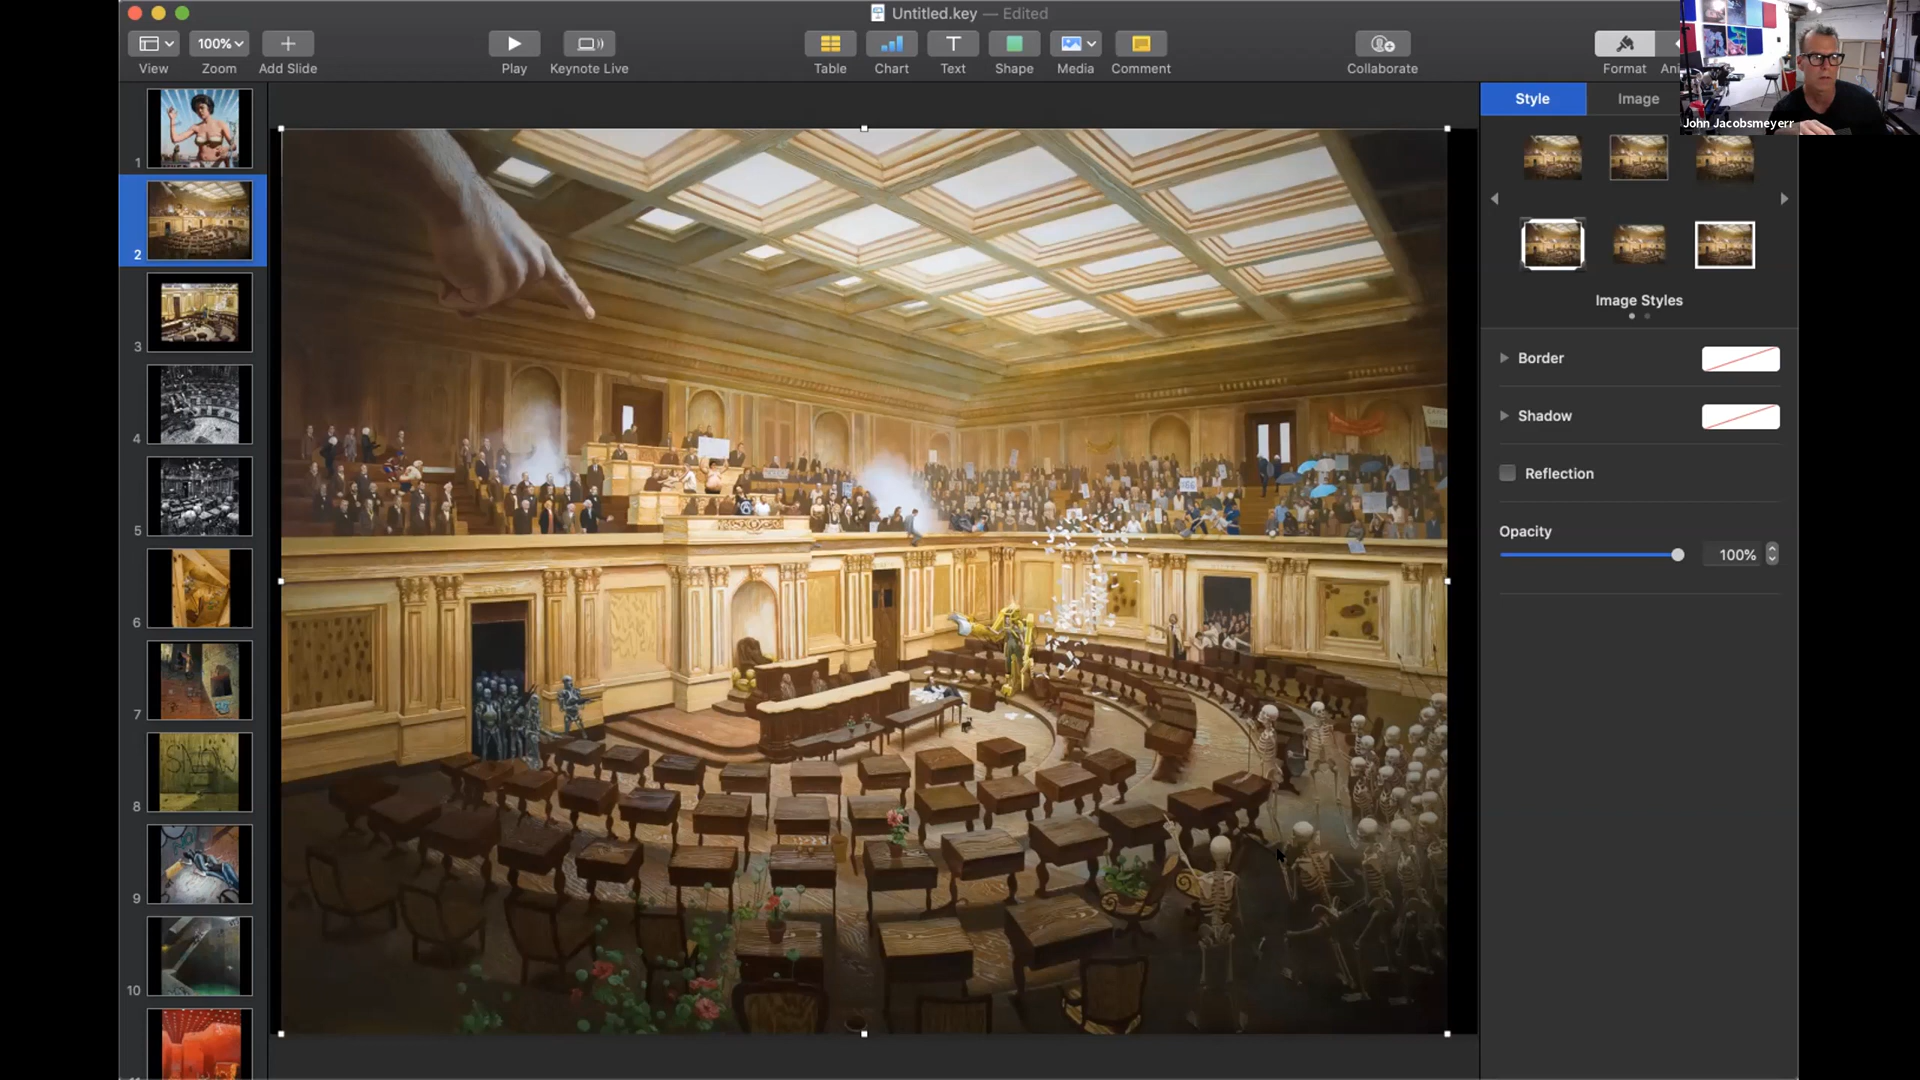 Untitled.key — Edited
100%
View
Zoom
Add Slide
Play
Keynote Live
Table
Chart
Text
Shape
Media
Comment
Collaborate
Format
Ani
John Jacobsmeyerr
Style
Image
Image Styles
Border
Shadow
Reflection
Opacity
100%
1
2
3
4
5
6
7
8
9
10